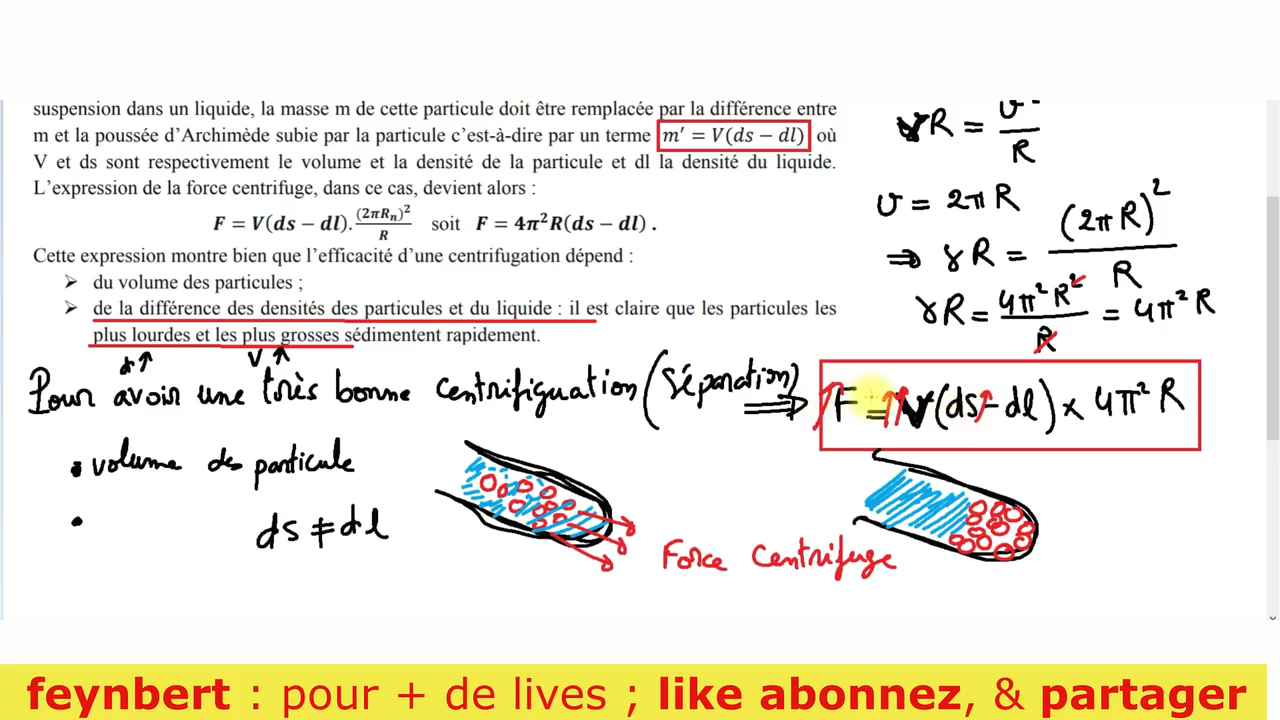 suspension dans un liquide, la masse m de cette particule doit être remplacée par la différence entre
m et la poussée d'Archimède subie par la particule c'est-à-dire par un terme m′ = V(ds − dl) où
V et ds sont respectivement le volume et la densité de la particule et dl la densité du liquide.
L'expression de la force centrifuge, dans ce cas, devient alors :
F = V(ds − dl). (2πRₙ)²/R soit F = 4π²R(ds − dl) .
Cette expression montre bien que l'efficacité d'une centrifugation dépend :
➢ du volume des particules ;
➢ de la différence des densités des particules et du liquide : il est claire que les particules les
plus lourdes et les plus grosses sédimentent rapidement.
V ↑
R = /R
v = 2πR
⇒ γR = (2πR)²/R
γR = 4π²R²/R = 4π²R
Pour avoir une très bonne centrifiguation (séparation) ⇒ F = V(ds − dl) × 4π²R
• volume des particule
• ds ≠ dl
Force Centrifuge
feynbert : pour + de lives ; like abonnez, & partager